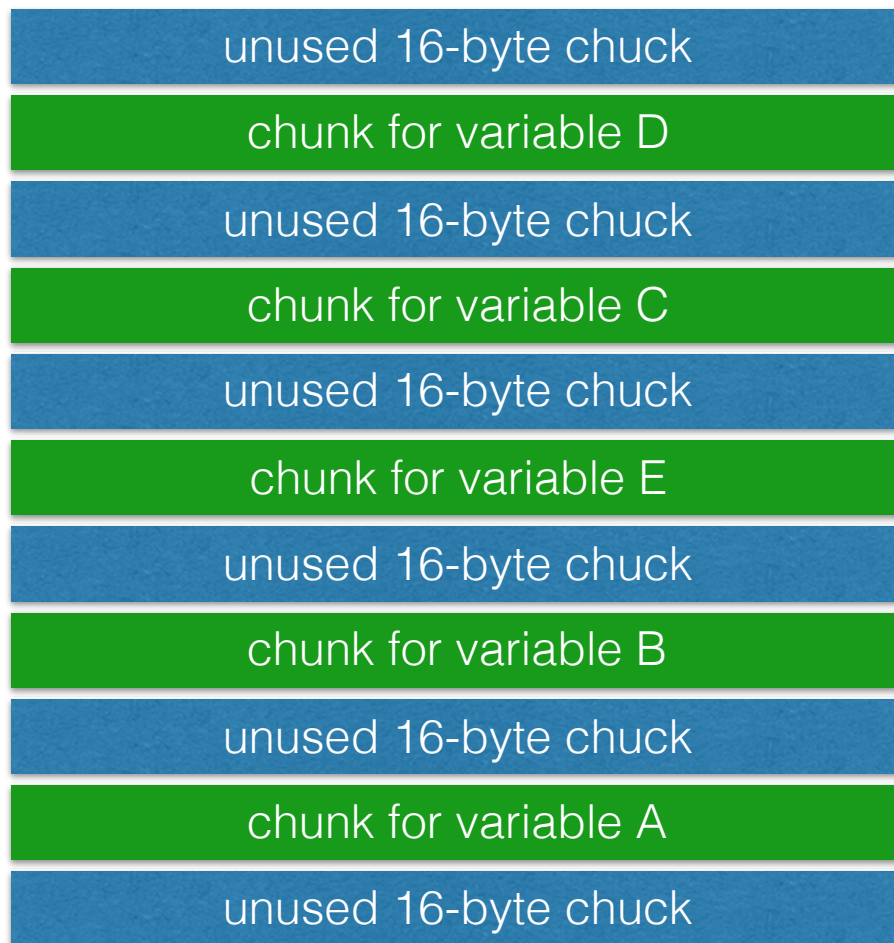 unused 16-byte chuck
chunk for variable D
unused 16-byte chuck
chunk for variable C
unused 16-byte chuck
chunk for variable E
unused 16-byte chuck
chunk for variable B
unused 16-byte chuck
chunk for variable A
unused 16-byte chuck